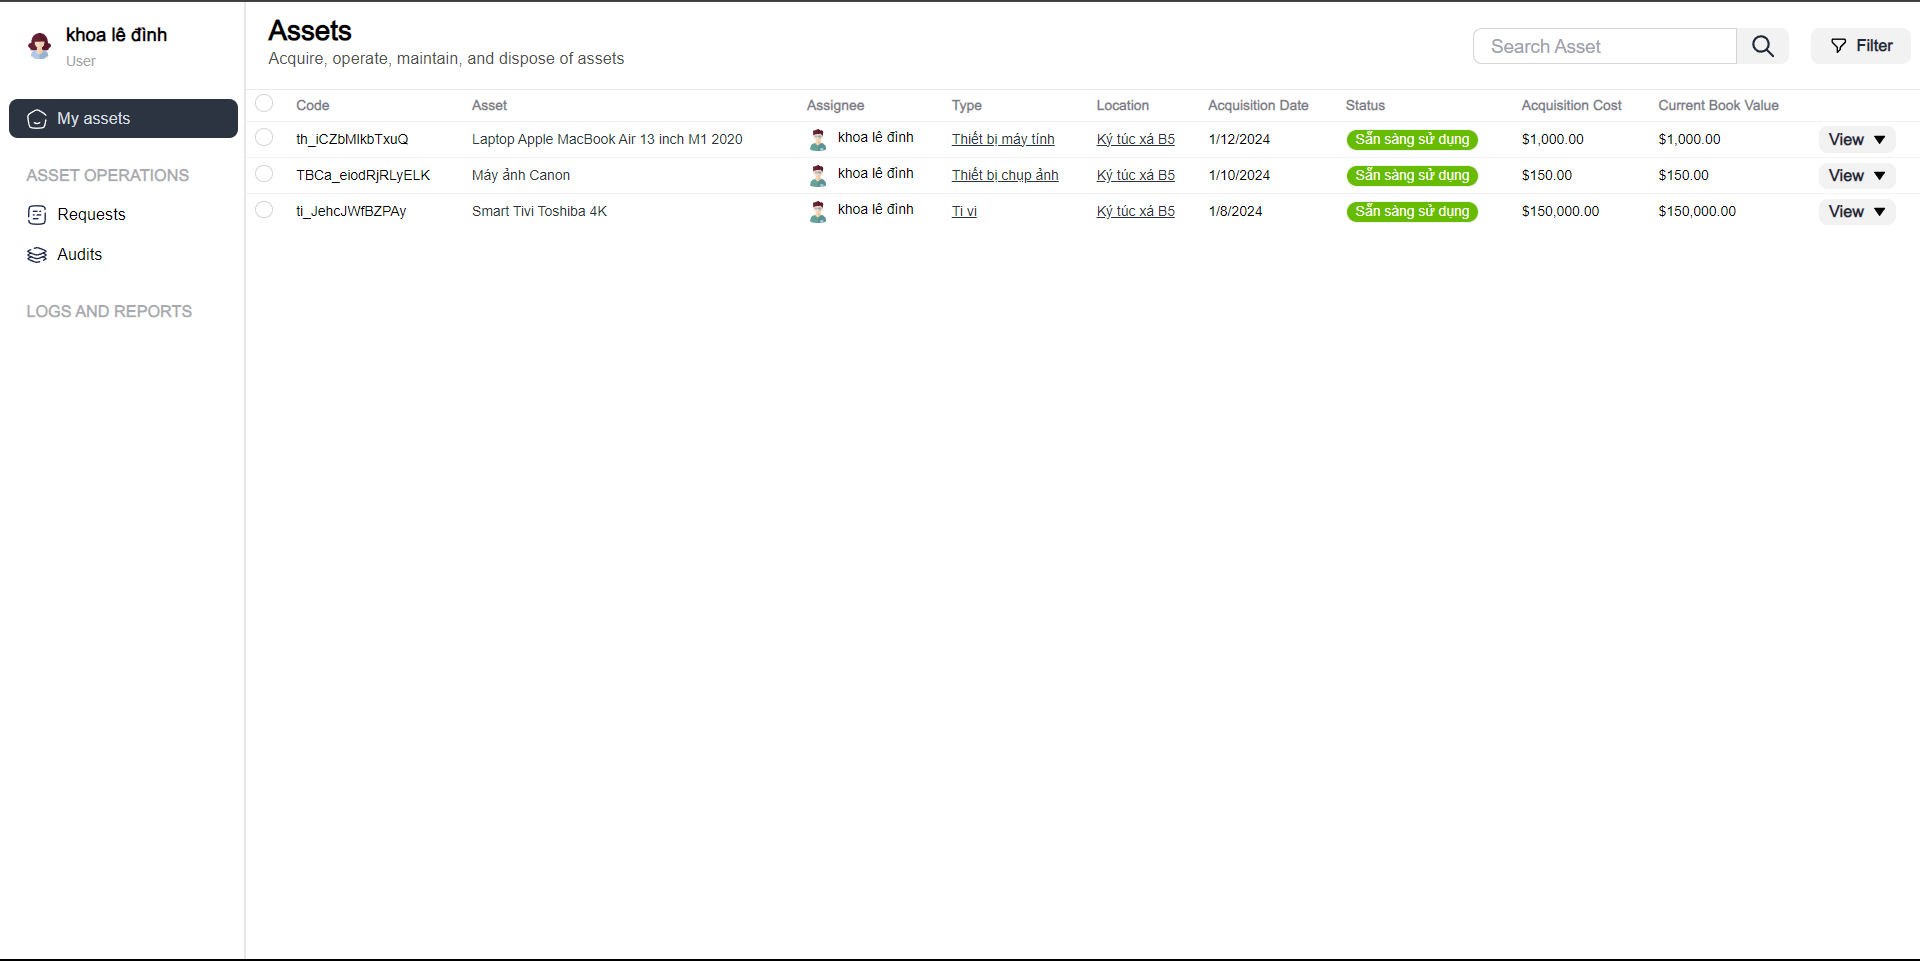 khoa lê đình
User
My assets
ASSET OPERATIONS
Requests
Audits
LOGS AND REPORTS
Assets
Acquire, operate, maintain, and dispose of assets
Search Asset
Filter
Code Asset Assignee Type Location Acquisition Date Status Acquisition Cost Current Book Value
th_iCZbMlkbTxuQ Laptop Apple MacBook Air 13 inch M1 2020 khoa lê đình Thiết bị máy tính Ký túc xá B5 1/12/2024 Sẵn sàng sử dụng $1,000.00 $1,000.00 View ▼
TBCa_eiodRjRLyELK Máy ảnh Canon khoa lê đình Thiết bị chụp ảnh Ký túc xá B5 1/10/2024 Sẵn sàng sử dụng $150.00 $150.00 View ▼
ti_JehcJWfBZPAy Smart Tivi Toshiba 4K khoa lê đình Ti vi Ký túc xá B5 1/8/2024 Sẵn sàng sử dụng $150,000.00 $150,000.00 View ▼